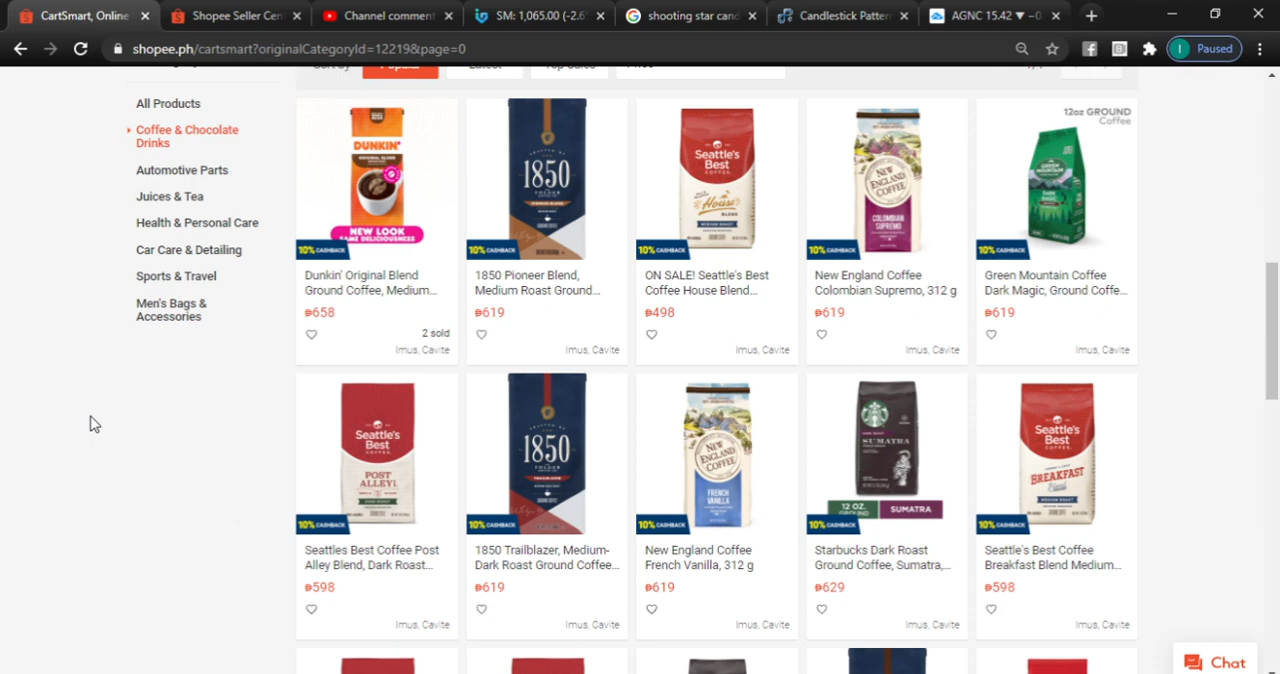 CartSmart, Online
Shopee Seller Cen
Channel comment
SM: 1,065.00 (-2.6
shooting star cand
Candlestick Patter
AGNC 15.42 ▼ −0
shopee.ph/cartsmart?originalCategoryId=12219&page=0
Paused
All Products
Coffee & Chocolate
Drinks
Automotive Parts
Juices & Tea
Health & Personal Care
Car Care & Detailing
Sports & Travel
Men's Bags &
Accessories
DUNKIN'
NEW LOOK
SAME DELICIOUSNESS
10% CASHBACK
Dunkin' Original Blend
Ground Coffee, Medium...
₱658
2 sold
Imus, Cavite
1850
10% CASHBACK
1850 Pioneer Blend,
Medium Roast Ground...
₱619
Imus, Cavite
Seattle's
Best
COFFEE
House
BLEND
10% CASHBACK
ON SALE! Seattle's Best
Coffee House Blend...
₱498
Imus, Cavite
NEW
ENGLAND
COFFEE
COLOMBIAN
SUPREMO
10% CASHBACK
New England Coffee
Colombian Supremo, 312 g
₱619
Imus, Cavite
12oz GROUND
Coffee
GREEN
MOUNTAIN
10% CASHBACK
Green Mountain Coffee
Dark Magic, Ground Coffe...
₱619
Imus, Cavite
Seattle's
Best
COFFEE
POST
ALLEY!
10% CASHBACK
Seattles Best Coffee Post
Alley Blend, Dark Roast...
₱598
Imus, Cavite
1850
10% CASHBACK
1850 Trailblazer, Medium-
Dark Roast Ground Coffee...
₱619
Imus, Cavite
NEW
ENGLAND
COFFEE
FRENCH
VANILLA
10% CASHBACK
New England Coffee
French Vanilla, 312 g
₱619
Imus, Cavite
SUMATRA
12 OZ.
GROUND
SUMATRA
10% CASHBACK
Starbucks Dark Roast
Ground Coffee, Sumatra,...
₱629
Imus, Cavite
Seattle's
Best
COFFEE
BREAKFAST
Blend
10% CASHBACK
Seattle's Best Coffee
Breakfast Blend Medium...
₱598
Imus, Cavite
Chat